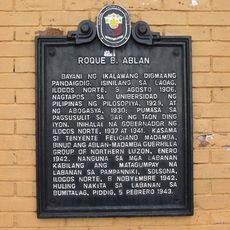 ROQUE B. ABLAN
BAYANI NG IKALAWANG DIGMAANG
PANDAIGDIG. ISINILANG SA LAOAG,
ILOCOS NORTE, 9 AGOSTO 1906.
NAGTAPOS SA UNIBERSIDAD NG
PILIPINAS NG PILOSOPIYA, 1929, AT
NG ABOGASYA, 1930; PUMASA SA
PAGSUSULIT SA BAR NG TAON DING
IYON. INIHALAL NA GOBERNADOR NG
ILOCOS NORTE, 1937 AT 1941. KASAMA
SI TENYENTE FELICIANO MADAMBA,
BINUO ANG ABLAN-MADAMBA GUERRILLA
GROUP OF NORTHERN LUZON, ENERO
1942. NANGUNA SA MGA LABANAN
KABILANG ANG MATAGUMPAY NA
LABANAN SA PAMPANNIKI, SOLSONA,
ILOCOS NORTE, 8 NOBYEMBRE 1942.
HULING NAKITA SA LABANAN SA
BUMITALAG, PIDDIG, 5 PEBRERO 1943.